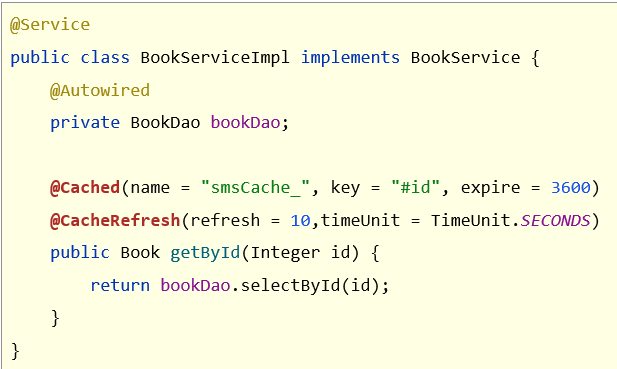 @Service
public class BookServiceImpl implements BookService {
    @Autowired
    private BookDao bookDao;

    @Cached(name = "smsCache_", key = "#id", expire = 3600)
    @CacheRefresh(refresh = 10,timeUnit = TimeUnit.SECONDS)
    public Book getById(Integer id) {
        return bookDao.selectById(id);
    }
}